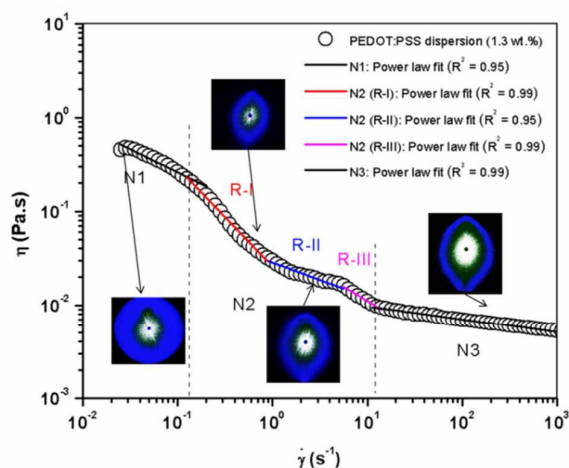 PEDOT:PSS dispersion (1.3 wt.%)
N1: Power law fit (R² = 0.95)
N2 (R-I): Power law fit (R² = 0.99)
N2 (R-II): Power law fit (R² = 0.95)
N2 (R-III): Power law fit (R² = 0.99)
N3: Power law fit (R² = 0.99)
10¹
10⁰
10⁻¹
10⁻²
10⁻³
η (Pa.s)
N1
R-I
R-II
R-III
N2
N3
10⁻² 10⁻¹ 10⁰ 10¹ 10² 10³
γ̇ (s⁻¹)